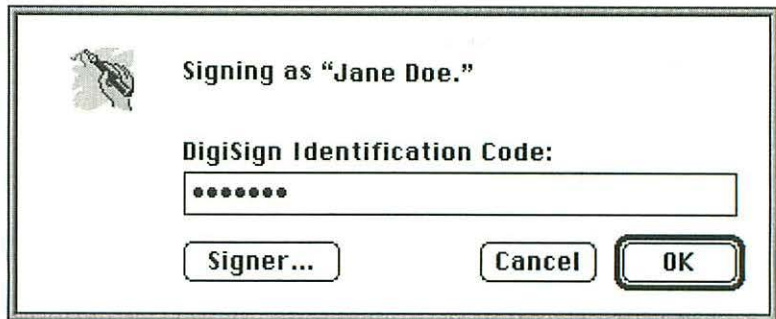 Signing as “Jane Doe.”
DigiSign Identification Code:
•••••••
Signer... Cancel OK